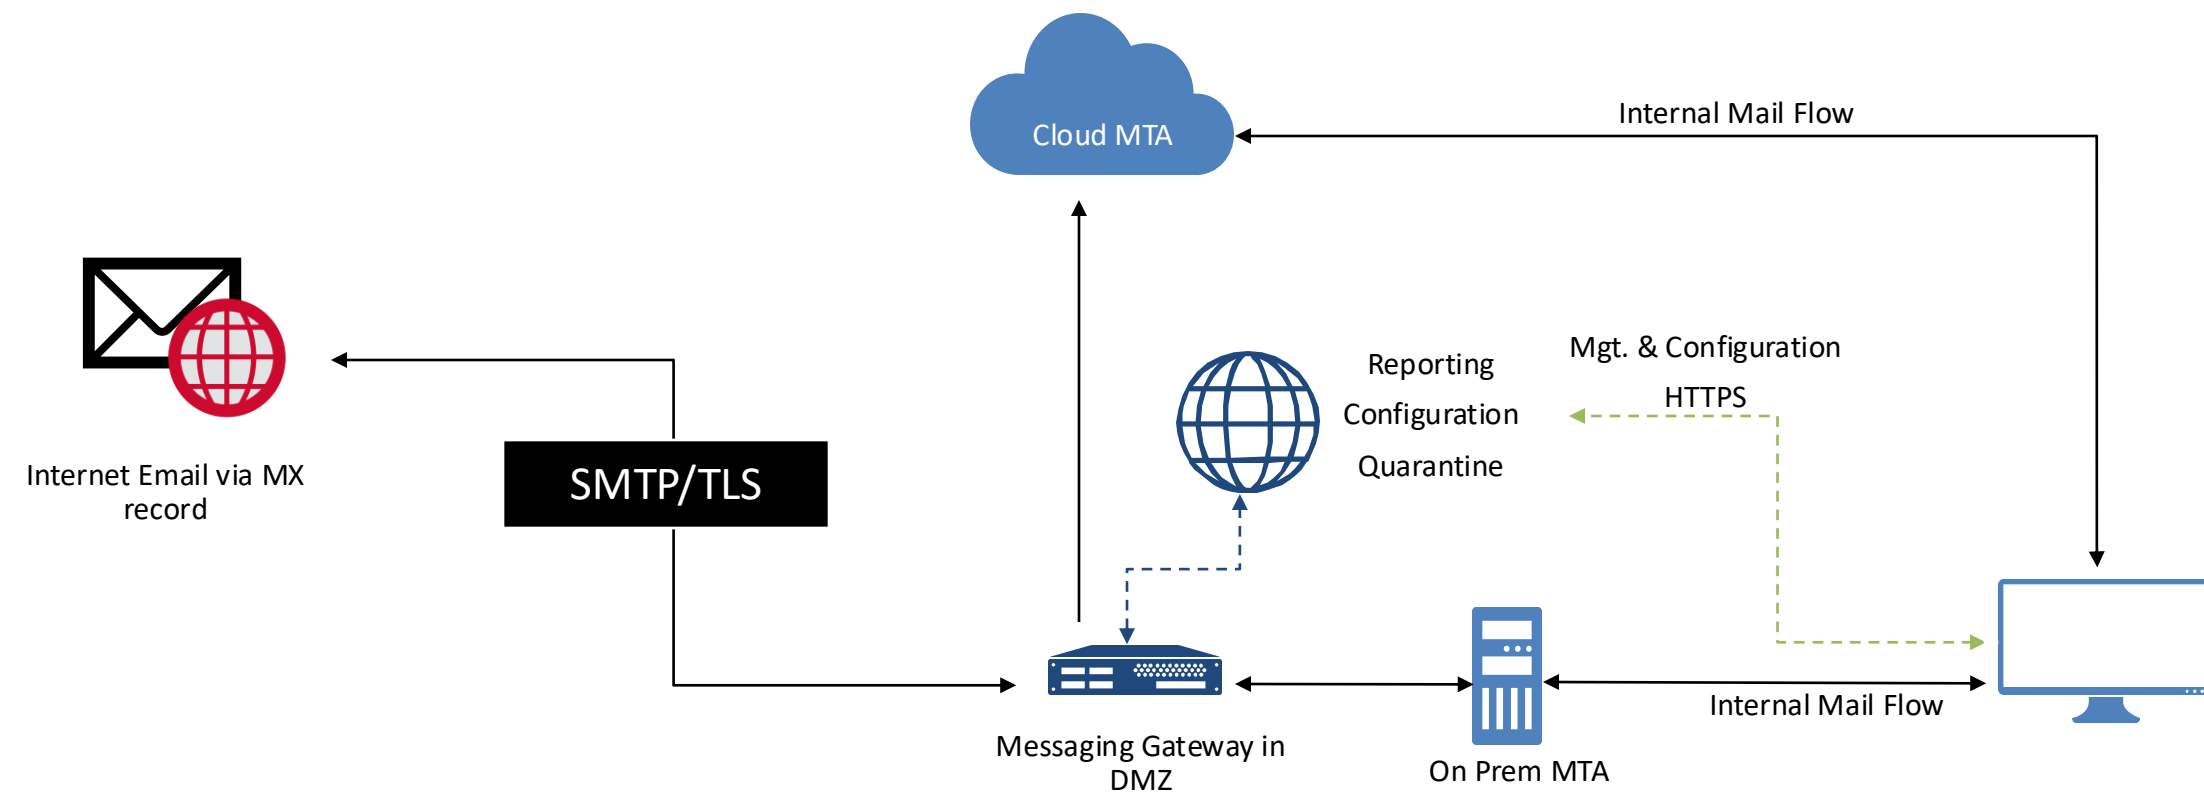 Cloud MTA
Internal Mail Flow
Internet Email via MX
record
SMTP/TLS
Reporting
Configuration
Quarantine
Mgt. & Configuration
HTTPS
Messaging Gateway in
DMZ
On Prem MTA
Internal Mail Flow